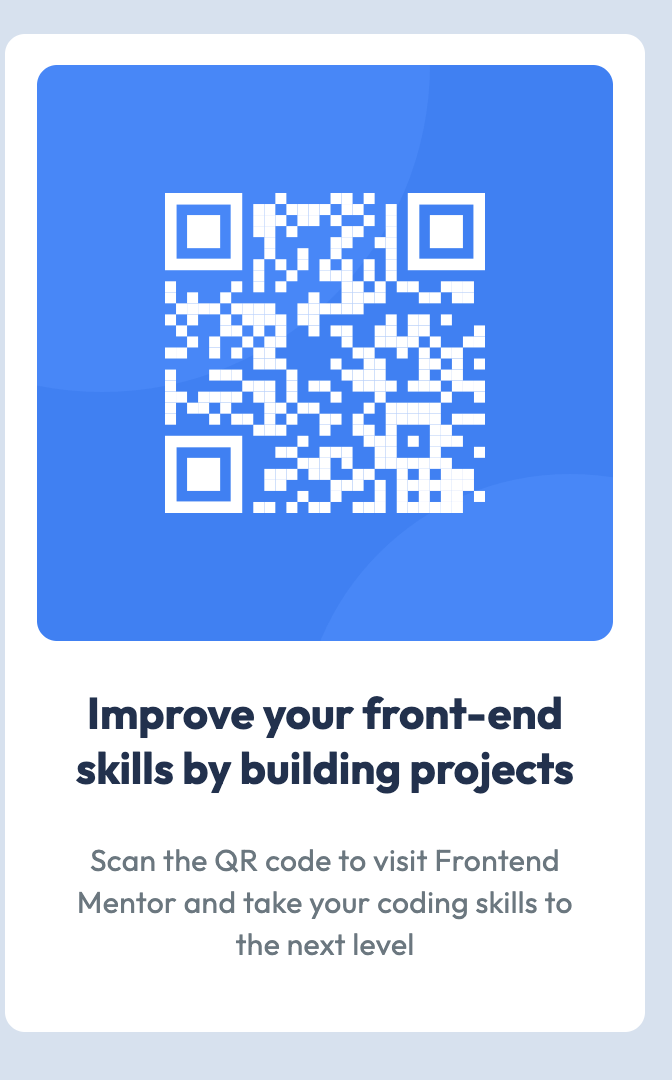 Improve your front-end
skills by building projects
Scan the QR code to visit Frontend
Mentor and take your coding skills to
the next level